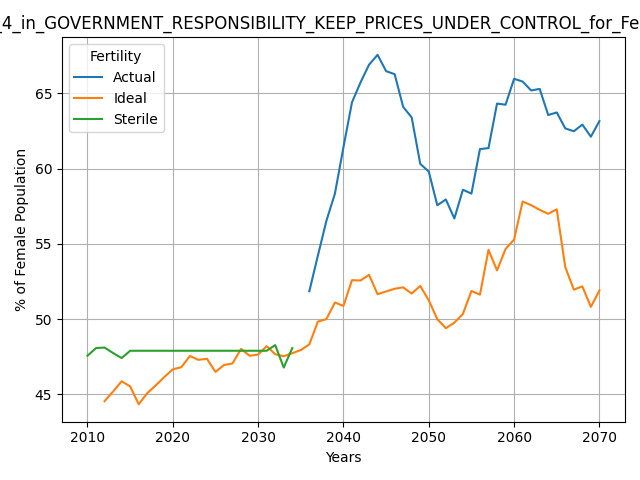 _4_in_GOVERNMENT_RESPONSIBILITY_KEEP_PRICES_UNDER_CONTROL_for_Fe
Fertility
Actual
Ideal
Sterile
% of Female Population
65
60
55
50
45
2010 2020 2030 2040 2050 2060 2070
Years